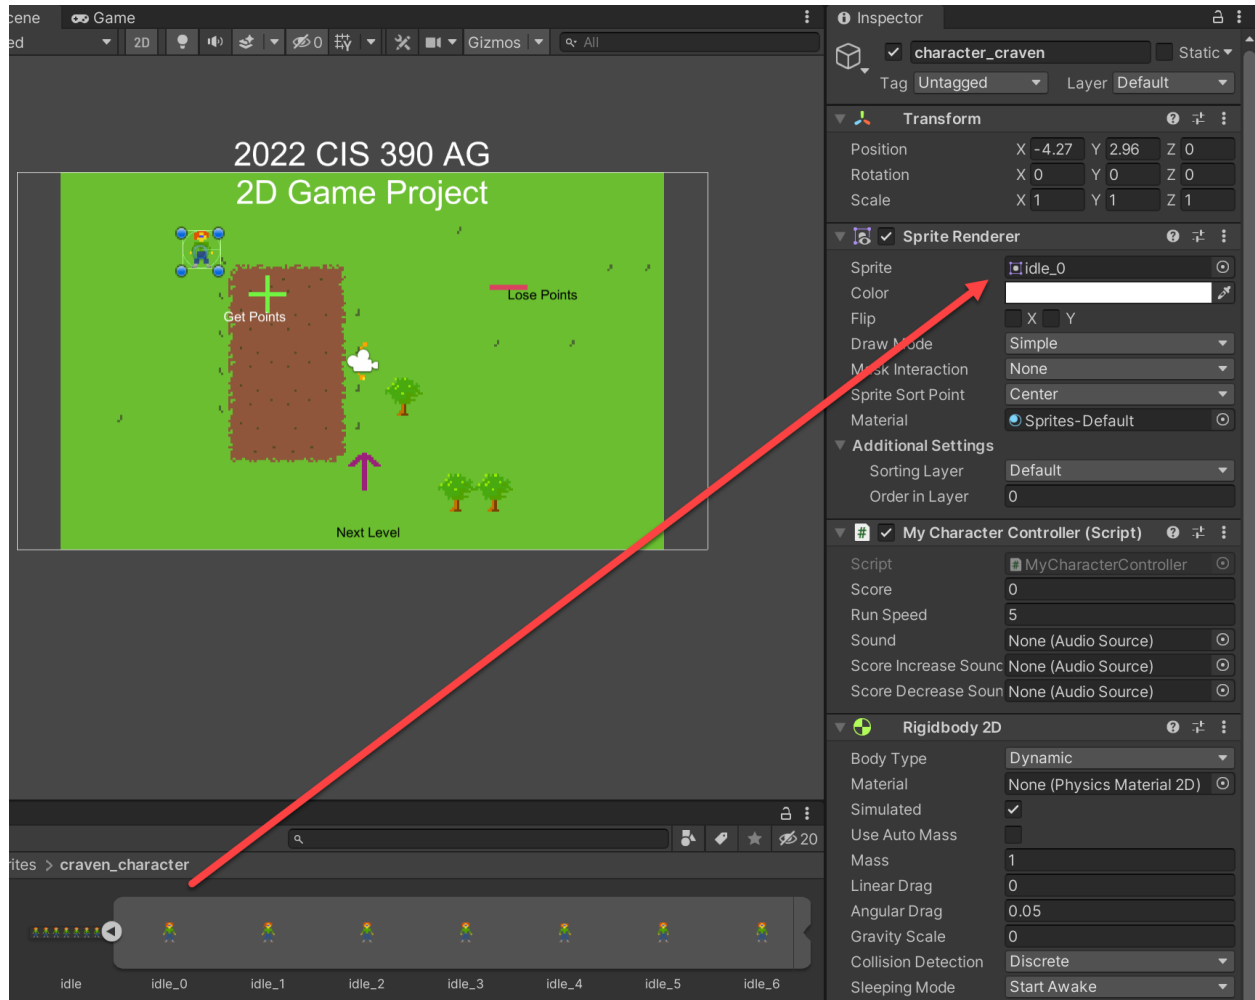 cene Game
ed 2D 0 Gizmos All
2022 CIS 390 AG
2D Game Project
Get Points
Lose Points
Next Level
20
rites > craven_character
idle idle_0 idle_1 idle_2 idle_3 idle_4 idle_5 idle_6
Inspector
character_craven Static
Tag Untagged Layer Default
Transform
Position X -4.27 Y 2.96 Z 0
Rotation X 0 Y 0 Z 0
Scale X 1 Y 1 Z 1
Sprite Renderer
Sprite idle_0
Color
Flip X Y
Draw Mode Simple
Mask Interaction None
Sprite Sort Point Center
Material Sprites-Default
Additional Settings
Sorting Layer Default
Order in Layer 0
# My Character Controller (Script)
Script # MyCharacterController
Score 0
Run Speed 5
Sound None (Audio Source)
Score Increase Sound None (Audio Source)
Score Decrease Soun None (Audio Source)
Rigidbody 2D
Body Type Dynamic
Material None (Physics Material 2D)
Simulated
Use Auto Mass
Mass 1
Linear Drag 0
Angular Drag 0.05
Gravity Scale 0
Collision Detection Discrete
Sleeping Mode Start Awake